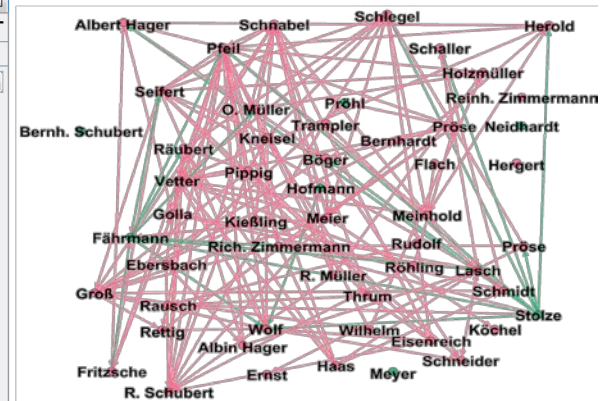 Albert Hager
Schnabel
Schlegel
Herold
Pfeil
Schaller
Holzmüller
Seifert
Reinh. Zimmermann
O. Müller
Pröhl
Trampler
Bernh. Schubert
Kneisel
Bernhardt
Pröse
Neidhardt
Räubert
Böger
Flach
Hergert
Vetter
Pippig
Hofmann
Golla
Kießling
Meier
Meinhold
Fährmann
Rich. Zimmermann
Rudolf
Pröse
Ebersbach
R. Müller
Röhling
Lasch
Groß
Thrum
Schmidt
Rausch
Stolze
Rettig
Wolf
Wilhelm
Köchel
Albin Hager
Eisenreich
Schneider
Fritzsche
Ernst
Haas
Meyer
R. Schubert